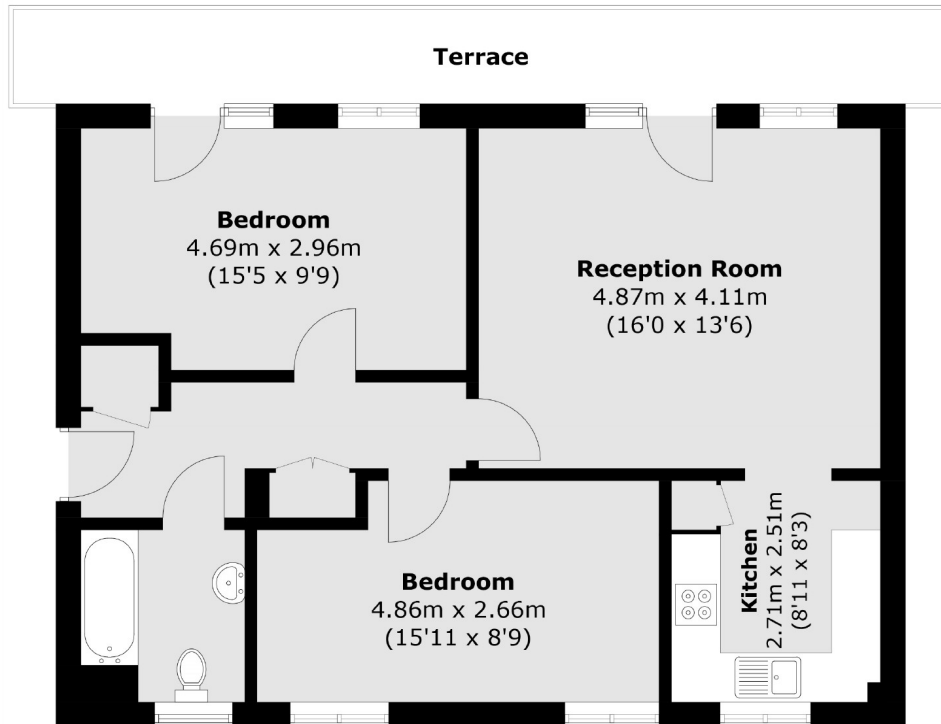 Terrace
Bedroom
4.69m x 2.96m
(15'5 x 9'9)
Reception Room
4.87m x 4.11m
(16'0 x 13'6)
Bedroom
4.86m x 2.66m
(15'11 x 8'9)
Kitchen
2.71m x 2.51m
(8'11 x 8'3)